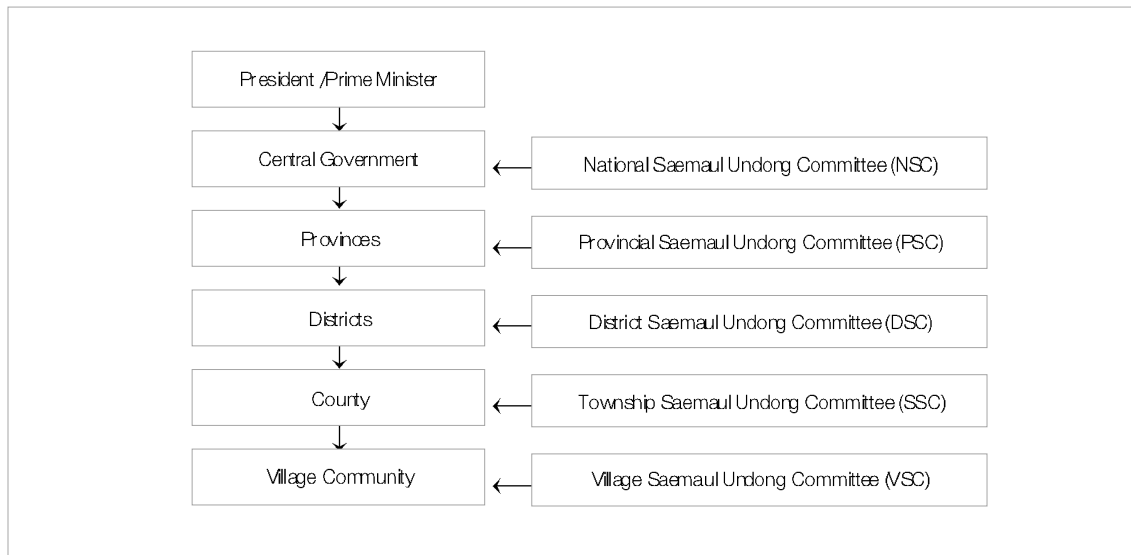 President /Prime Minister
Central Government
National Saemaul Undong Committee (NSC)
Provinces
Provincial Saemaul Undong Committee (PSC)
Districts
District Saemaul Undong Committee (DSC)
County
Township Saemaul Undong Committee (SSC)
Village Community
Village Saemaul Undong Committee (VSC)